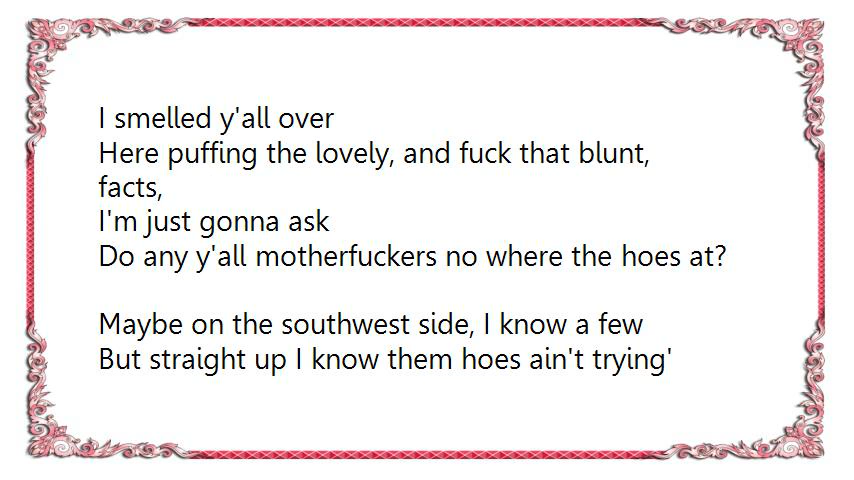 I smelled y'all over
Here puffing the lovely, and fuck that blunt,
facts,
I'm just gonna ask
Do any y'all motherfuckers no where the hoes at?

Maybe on the southwest side, I know a few
But straight up I know them hoes ain't trying'